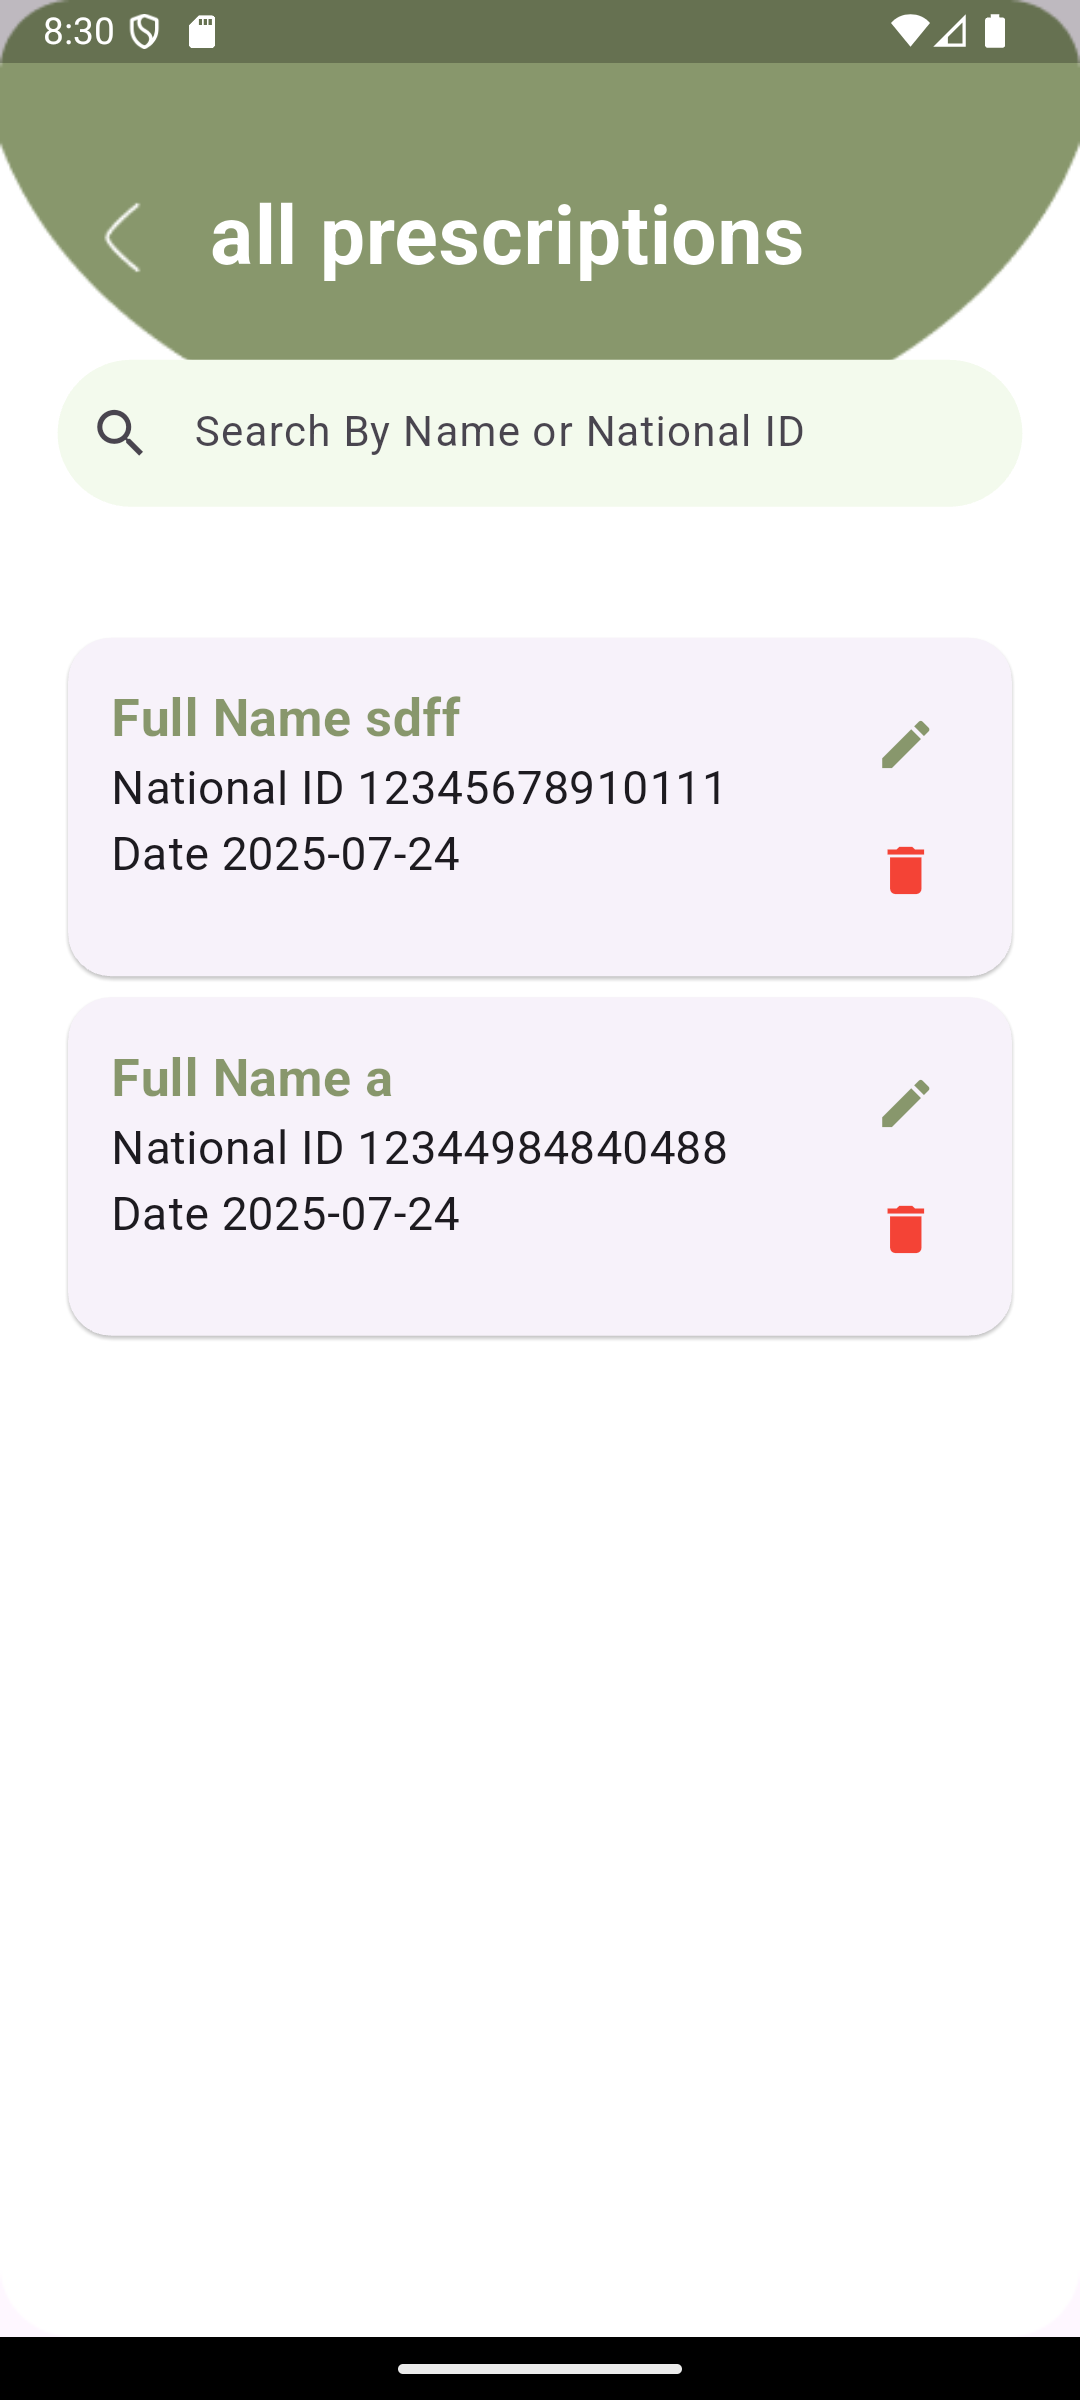 8:30
all prescriptions
Search By Name or National ID
Full Name sdff
National ID 12345678910111
Date 2025-07-24
Full Name a
National ID 12344984840488
Date 2025-07-24